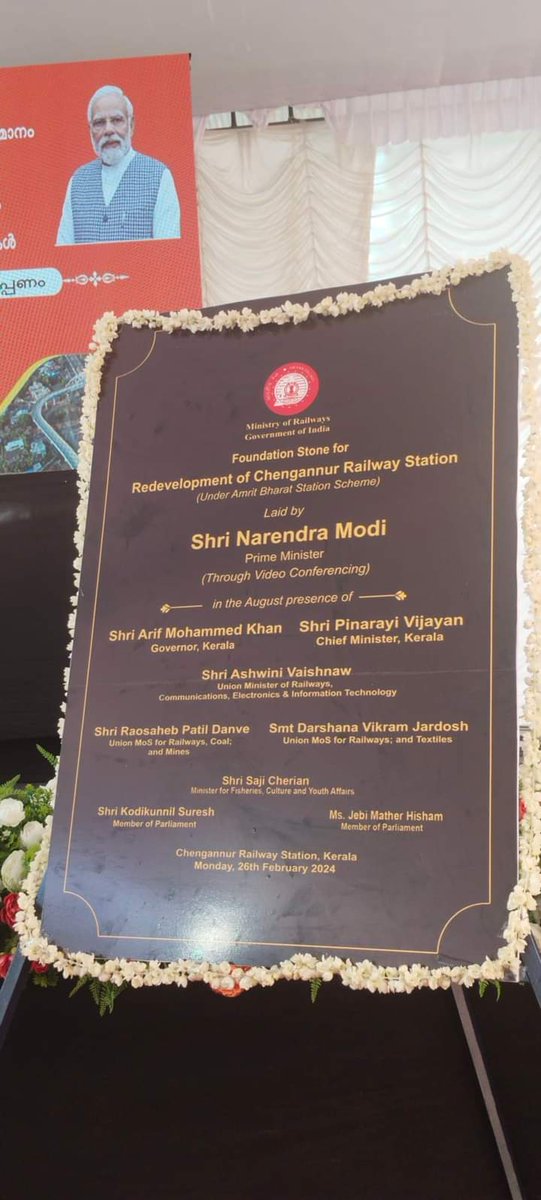 മാനം
ൾ
പ്പണം
Ministry of Railways
Government of India
Foundation Stone for
Redevelopment of Chengannur Railway Station
(Under Amrit Bharat Station Scheme)
Laid by
Shri Narendra Modi
Prime Minister
(Through Video Conferencing)
in the August presence of
Shri Arif Mohammed Khan
Governor, Kerala
Shri Pinarayi Vijayan
Chief Minister, Kerala
Shri Ashwini Vaishnaw
Union Minister of Railways,
Communications, Electronics & Information Technology
Shri Raosaheb Patil Danve
Union MoS for Railways, Coal;
and Mines
Smt Darshana Vikram Jardosh
Union MoS for Railways; and Textiles
Shri Saji Cherian
Minister for Fisheries, Culture and Youth Affairs
Shri Kodikunnil Suresh
Member of Parliament
Ms. Jebi Mather Hisham
Member of Parliament
Chengannur Railway Station, Kerala
Monday, 26th February 2024